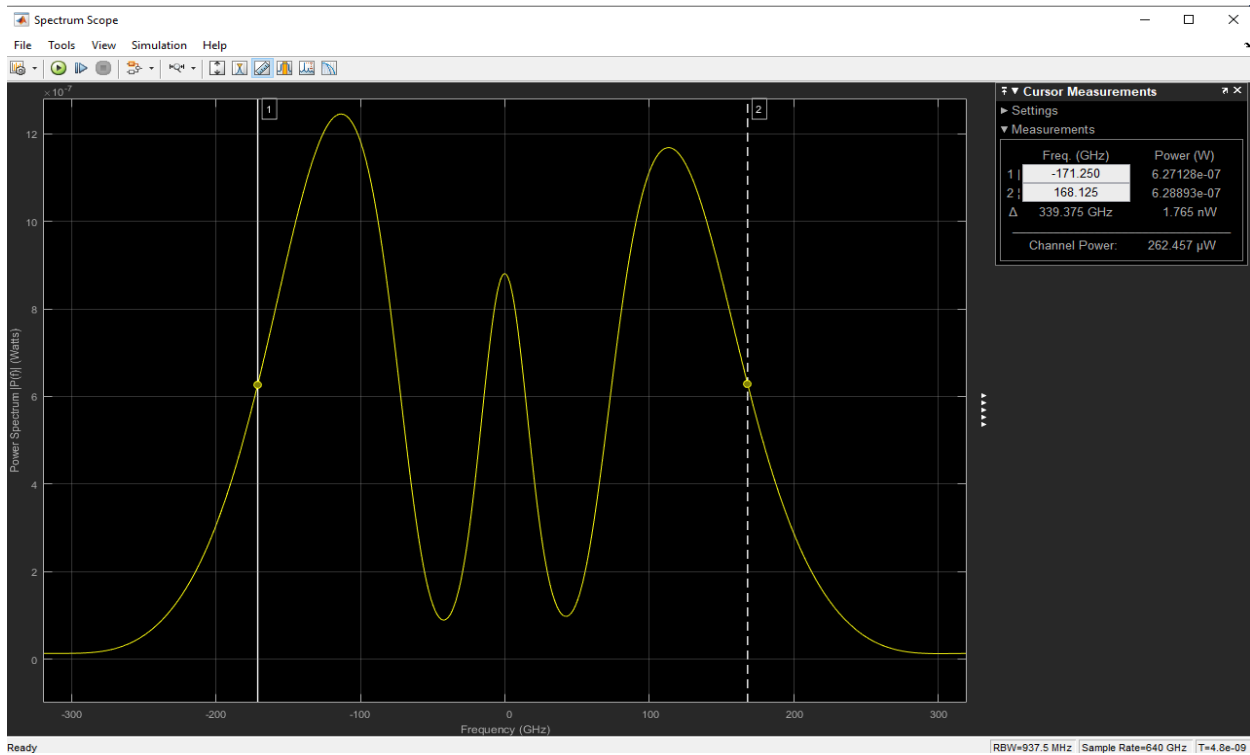 Spectrum Scope
File Tools View Simulation Help
×10⁻⁷
1
2
12
10
8
6
4
2
0
Power Spectrum |P(f)| (Watts)
-300 -200 -100 0 100 200 300
Frequency (GHz)
Cursor Measurements
Settings
Measurements
Freq. (GHz) Power (W)
1 | -171.250 6.27128e-07
2 ¦ 168.125 6.28893e-07
Δ 339.375 GHz 1.765 nW
Channel Power: 262.457 µW
Ready RBW=937.5 MHz Sample Rate=640 GHz T=4.8e-09